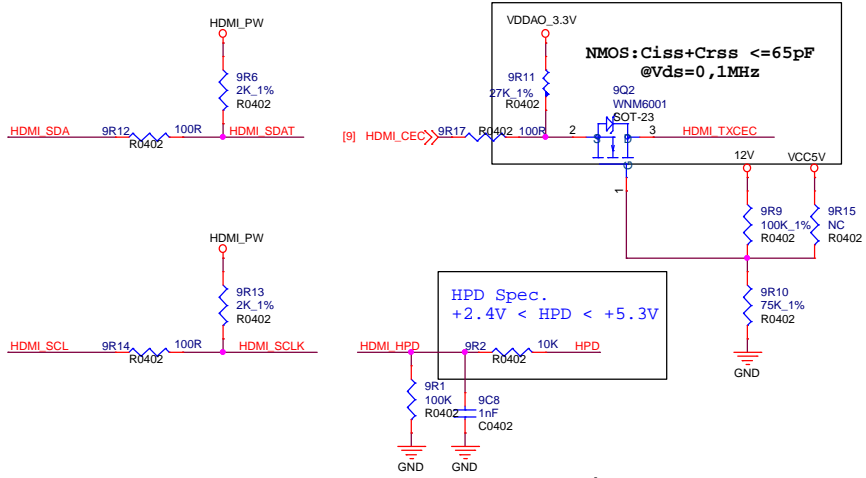 HDMI_PW
9R6
2K_1%
R0402
HDMI_SDA
9R12
100R
HDMI_SDAT
R0402
VDDAO_3.3V
NMOS:Ciss+Crss <=65pF
@Vds=0,1MHz
9R11
27K_1%
R0402
9Q2
WNM6001
SOT-23
[9]
HDMI_CEC
9R17
R0402
100R
2
S
D
G
3
HDMI_TXCEC
1
12V
VCC5V
9R9
100K_1%
R0402
9R15
NC
R0402
9R10
75K_1%
R0402
GND
HDMI_PW
9R13
2K_1%
R0402
HDMI_SCL
9R14
100R
HDMI_SCLK
R0402
HPD Spec.
+2.4V < HPD < +5.3V
HDMI_HPD
9R2
10K
HPD
R0402
9R1
100K
R0402
9C8
1nF
C0402
GND
GND